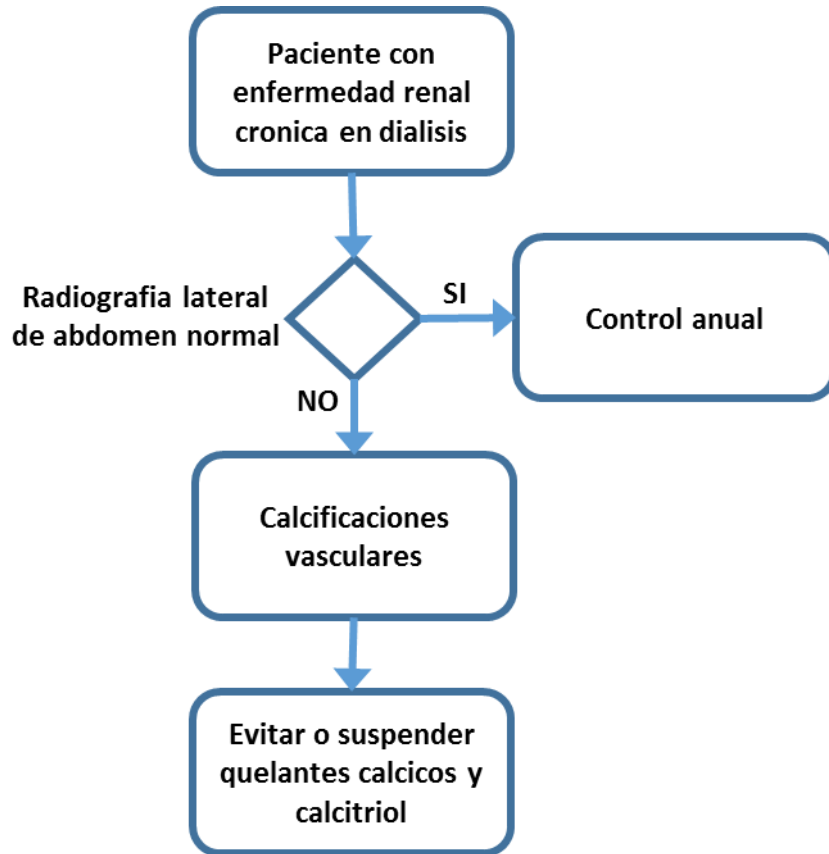 Paciente con
enfermedad renal
cronica en dialisis
Radiografia lateral
de abdomen normal
SI
Control anual
NO
Calcificaciones
vasculares
Evitar o suspender
quelantes calcicos y
calcitriol